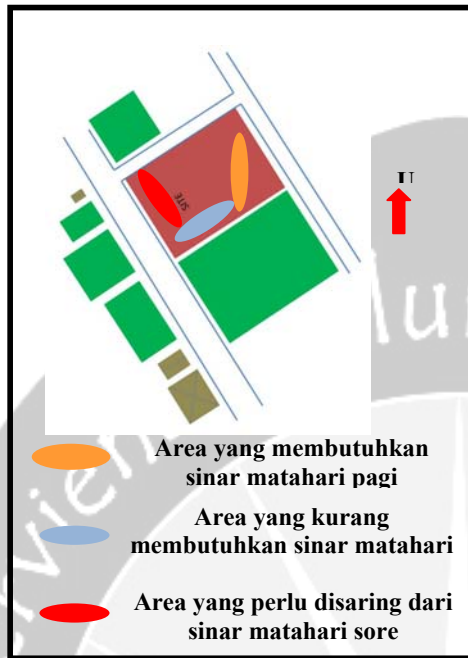 SITE
U
Area yang membutuhkan
sinar matahari pagi
Area yang kurang
membutuhkan sinar matahari
Area yang perlu disaring dari
sinar matahari sore